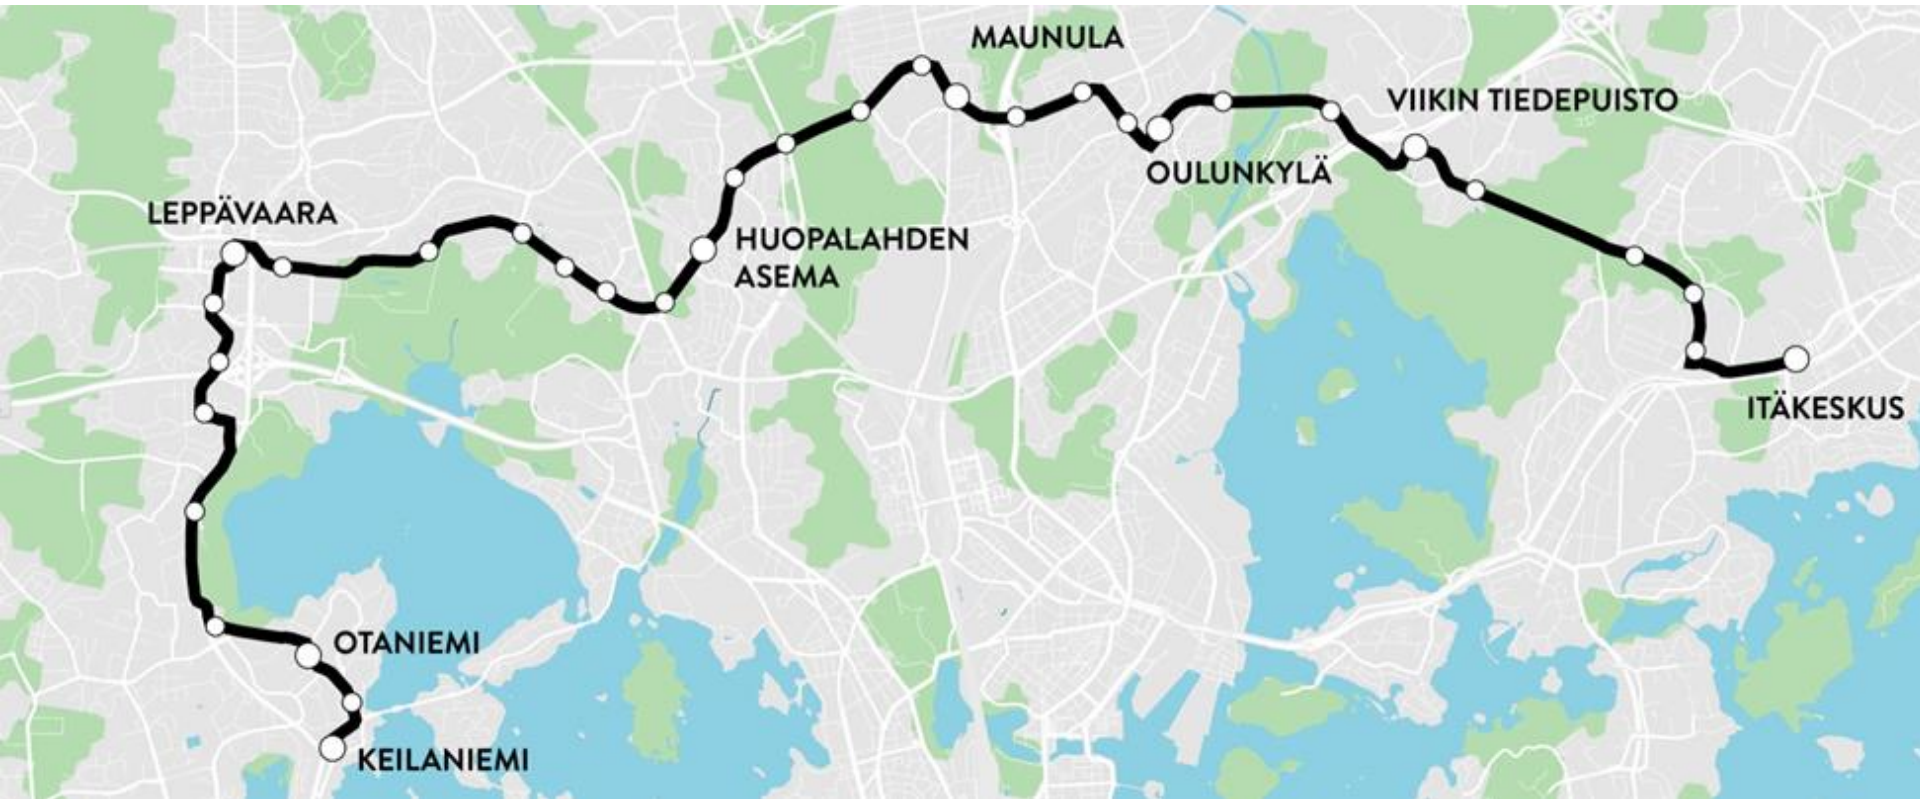 MAUNULA
VIIKIN TIEDEPUISTO
OULUNKYLÄ
LEPPÄVAARA
HUOPALAHDEN
ASEMA
ITÄKESKUS
OTANIEMI
KEILANIEMI